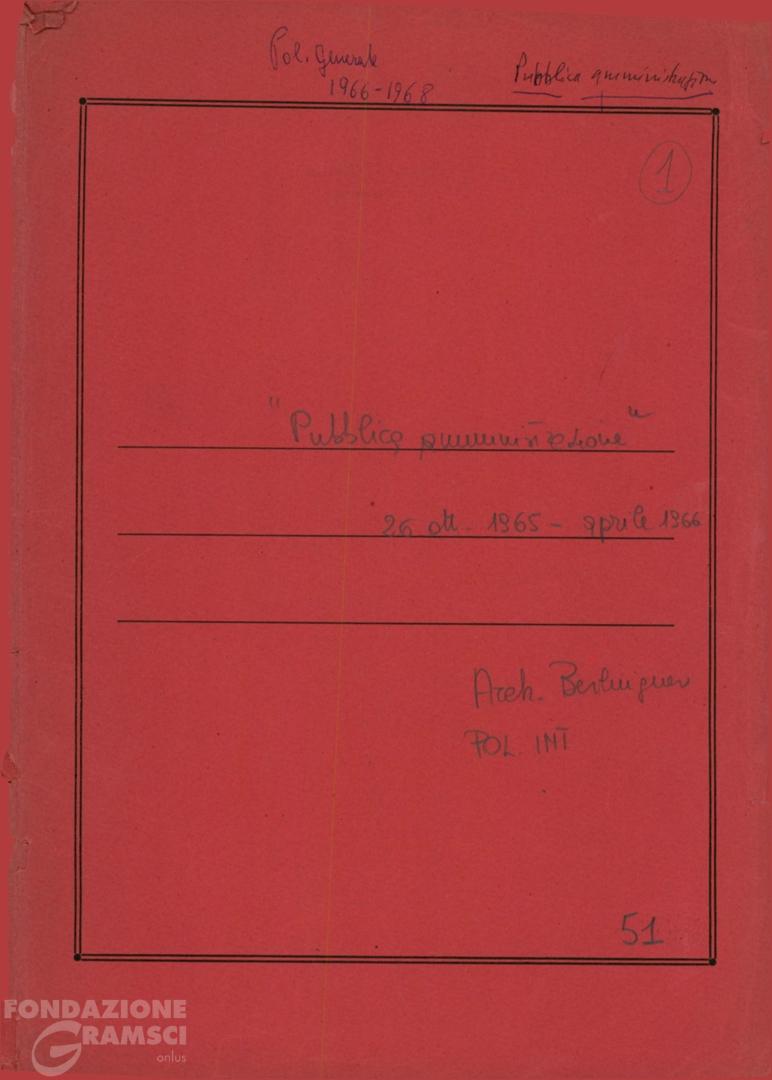 Pol. Generale
1966-1968
Pubblica amministrazione
1
"Pubblica amministrazione"
26 ott. 1965 - aprile 1966
Arch. Berlinguer
POL. INT
51
FONDAZIONE
GRAMSCI
onlus